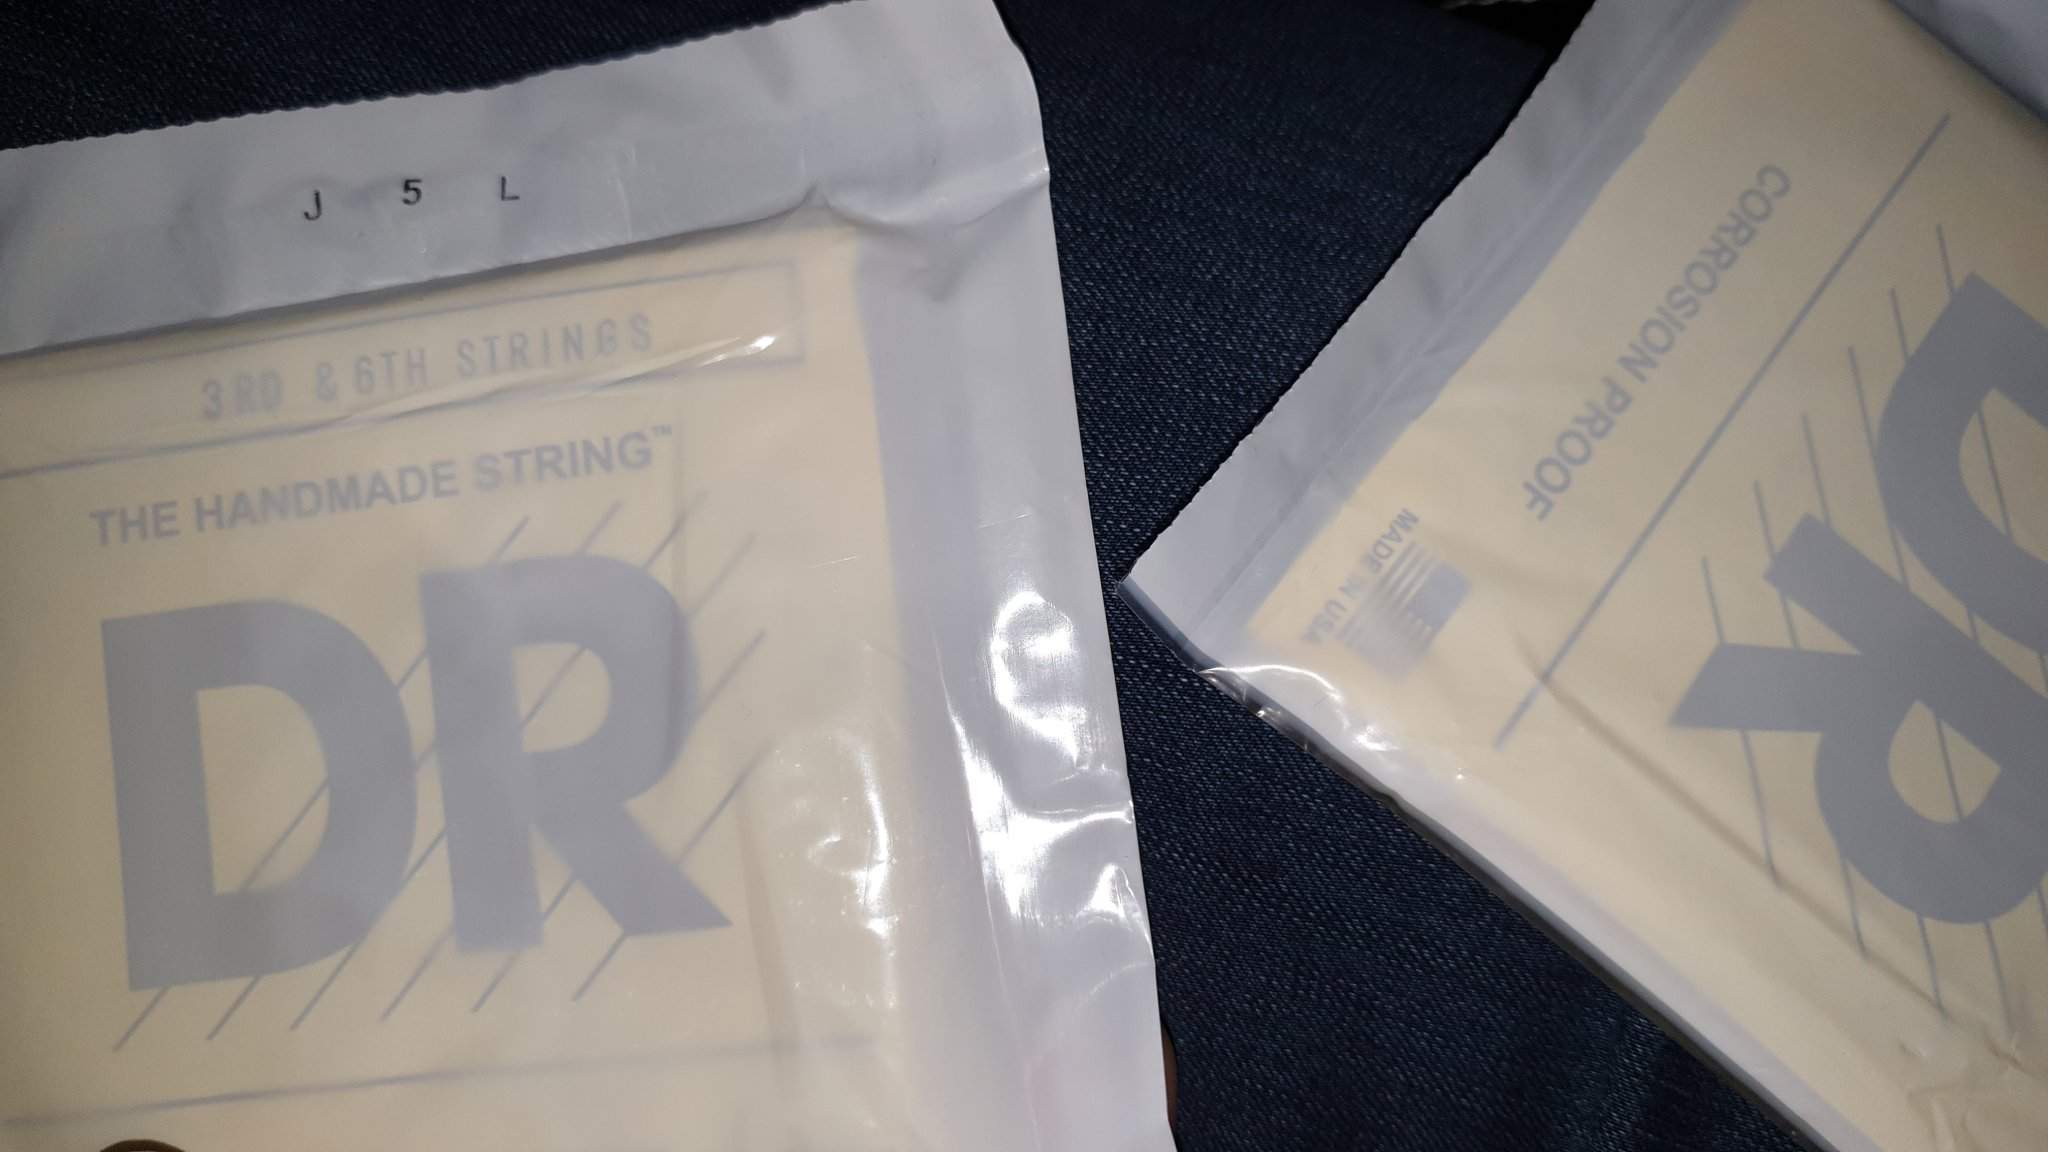 J 5 L
3RD & 6TH STRINGS
THE HANDMADE STRING™
DR
CORROSION PROOF
MADE IN USA
DR